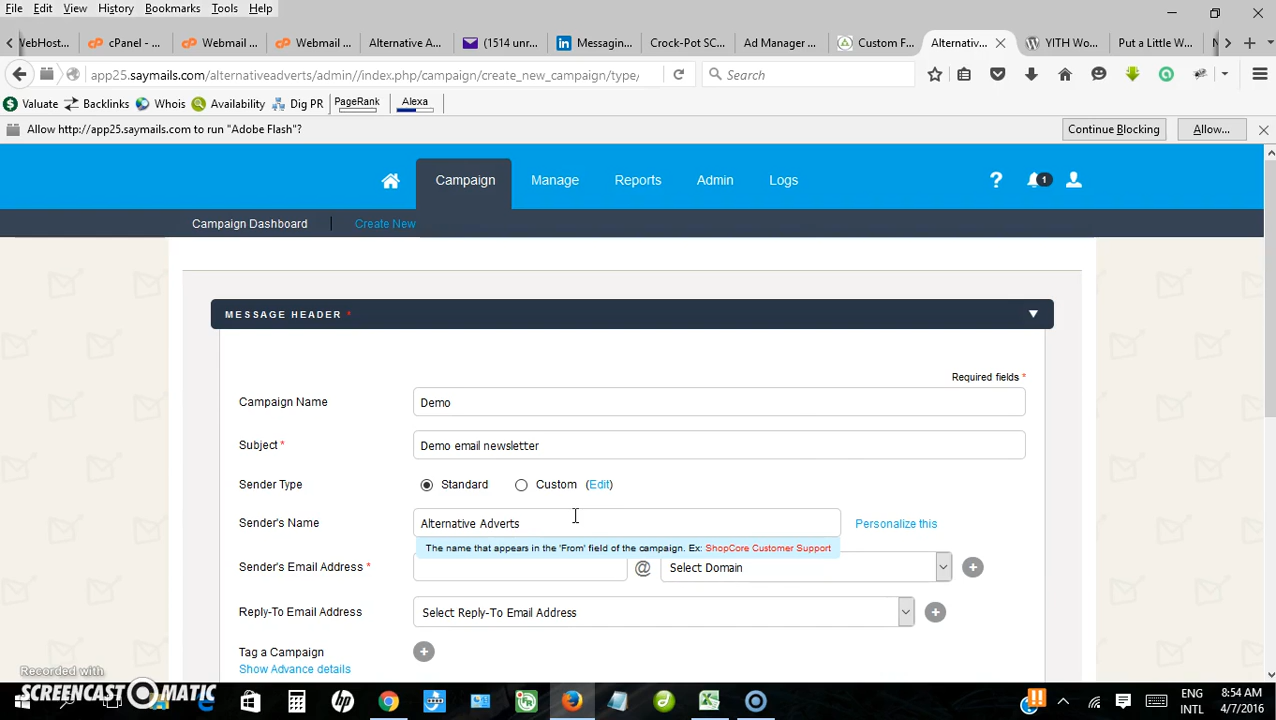 File Edit View History Bookmarks Tools Help
WebHost... cPanel - ... Webmail ... Webmail ... Alternative A... (1514 unr... Messaging... Crock-Pot SC... Ad Manager ... Custom F... Alternativ... YITH Wo... Put a Little W...
app25.saymails.com/alternativeadverts/admin//index.php/campaign/create_new_campaign/type/ Search
Valuate Backlinks Whois Availability Dig PR PageRank Alexa
Allow http://app25.saymails.com to run "Adobe Flash"? Continue Blocking Allow...
Campaign Manage Reports Admin Logs ? 1
Campaign Dashboard | Create New
MESSAGE HEADER *
Required fields *
Campaign Name Demo
Subject * Demo email newsletter
Sender Type Standard Custom (Edit)
Sender's Name Alternative Adverts Personalize this
The name that appears in the 'From' field of the campaign. Ex: ShopCore Customer Support
Sender's Email Address * @ Select Domain
Reply-To Email Address Select Reply-To Email Address
Tag a Campaign
Show Advance details
Recorded with
SCREENCAST MATIC
ENG 8:54 AM
INTL 4/7/2016